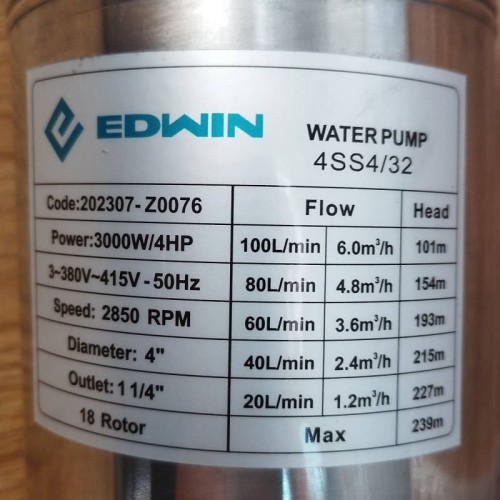 EDWIN
WATER PUMP
4SS4/32
Code:202307-Z0076
Power:3000W/4HP
3~380V~415V-50Hz
Speed: 2850 RPM
Diameter: 4"
Outlet: 1 1/4"
18 Rotor
Flow Head
100L/min 6.0m³/h 101m
80L/min 4.8m³/h 154m
60L/min 3.6m³/h 193m
40L/min 2.4m³/h 215m
20L/min 1.2m³/h 227m
Max 239m